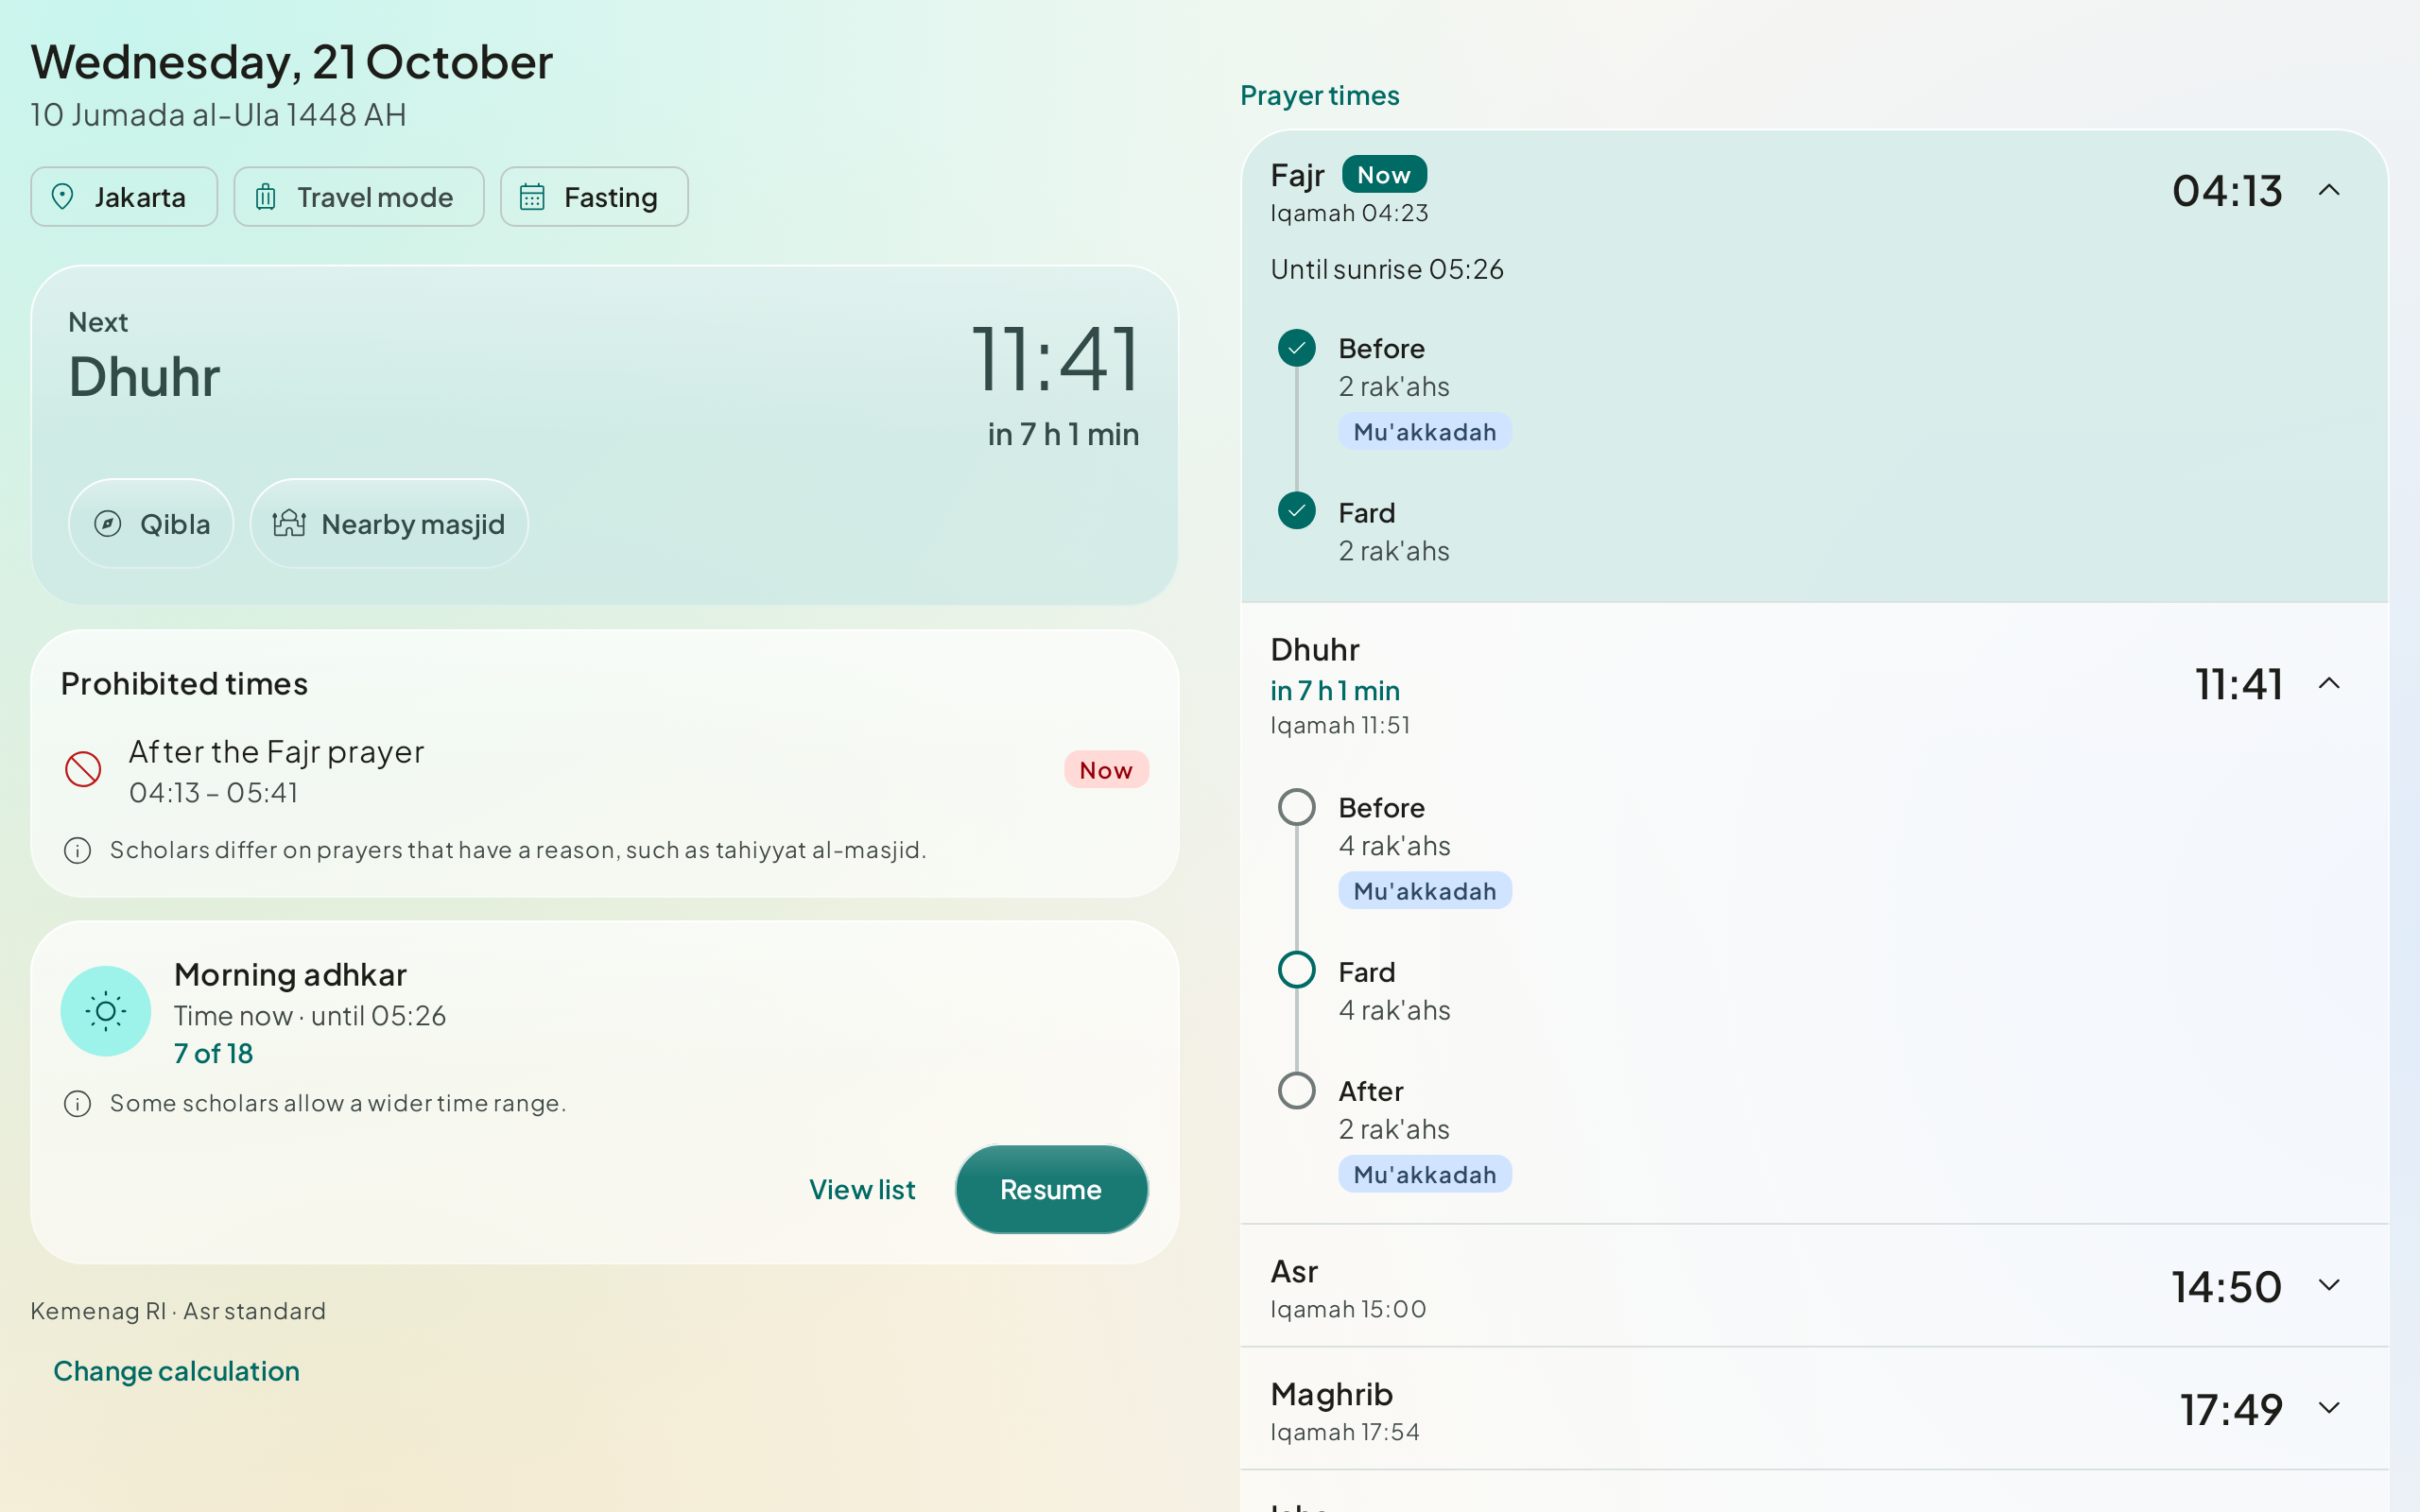 Wednesday, 21 October
10 Jumada al-Ula 1448 AH
Jakarta
Travel mode
Fasting
Next
Dhuhr
11:41
in 7 h 1 min
Qibla
Nearby masjid
Prohibited times
After the Fajr prayer
04:13 – 05:41
Now
Scholars differ on prayers that have a reason, such as tahiyyat al-masjid.
Morning adhkar
Time now · until 05:26
7 of 18
Some scholars allow a wider time range.
View list
Resume
Kemenag RI · Asr standard
Change calculation
Prayer times
Fajr
Now
Iqamah 04:23
04:13
Until sunrise 05:26
Before
2 rak'ahs
Mu'akkadah
Fard
2 rak'ahs
Dhuhr
in 7 h 1 min
Iqamah 11:51
11:41
Before
4 rak'ahs
Mu'akkadah
Fard
4 rak'ahs
After
2 rak'ahs
Mu'akkadah
Asr
Iqamah 15:00
14:50
Maghrib
Iqamah 17:54
17:49